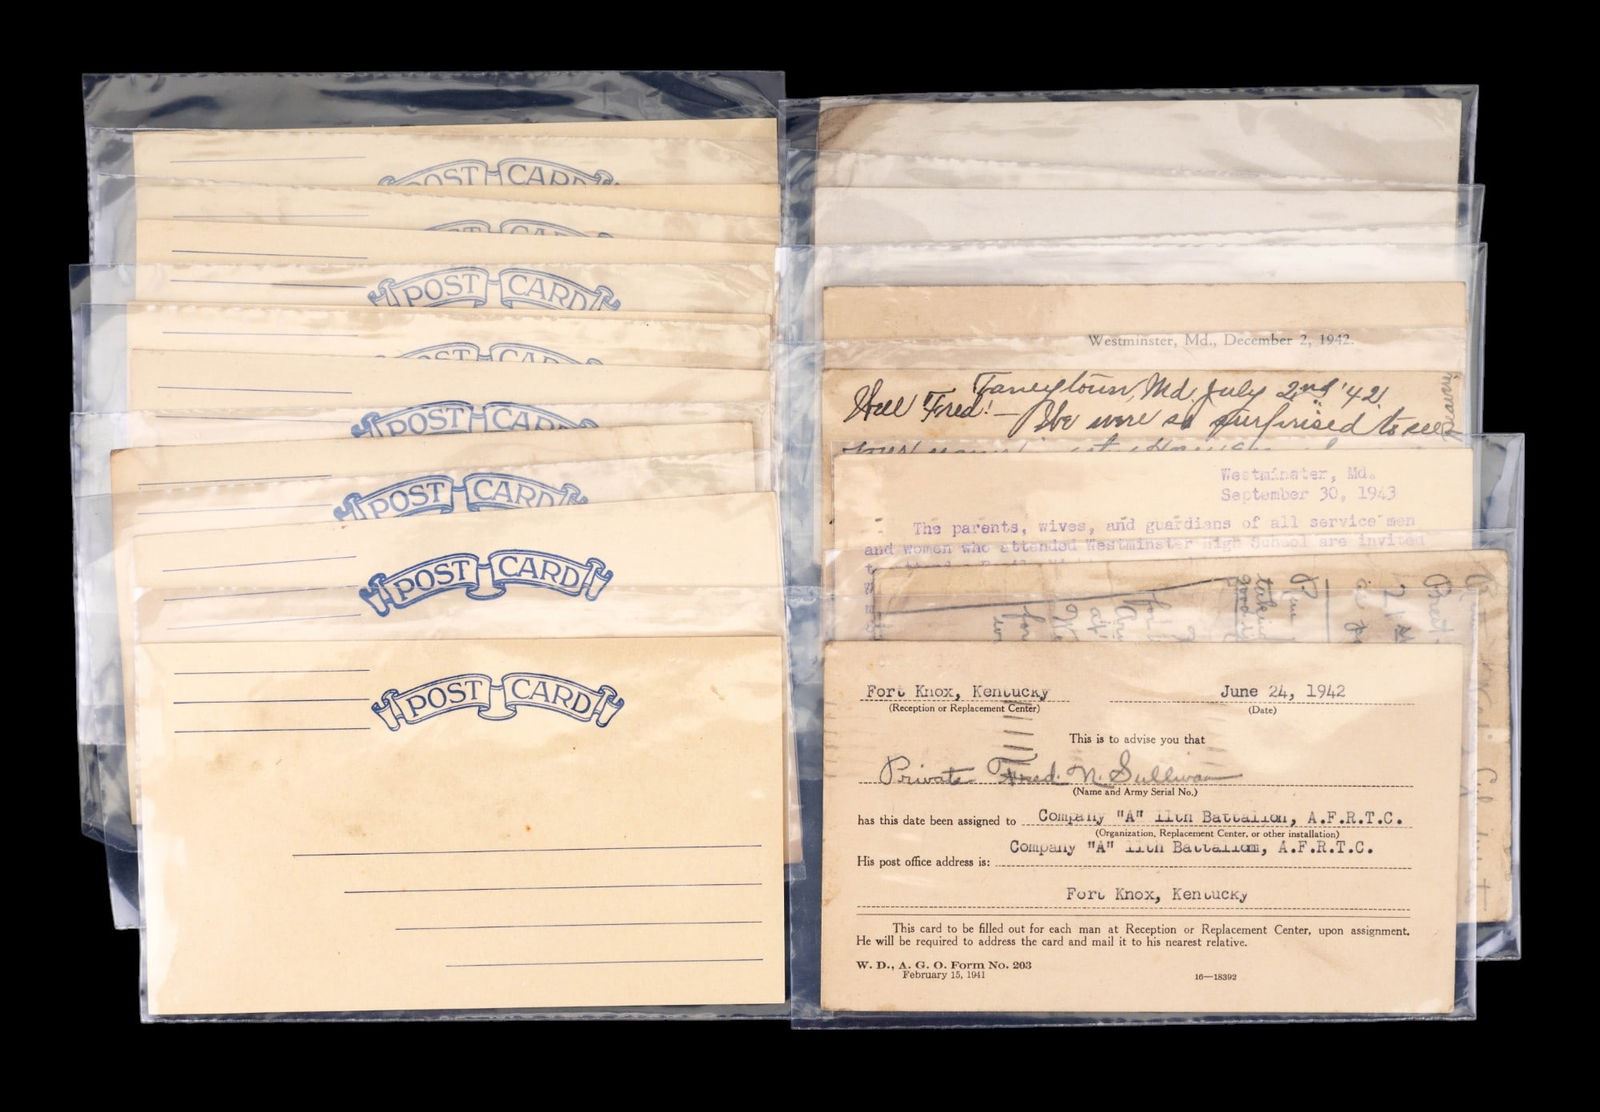 POST CARD
POST CARD
POST CARD
POST CARD
POST CARD
POST CARD
POST CARD
POST CARD
Westminster, Md., December 2, 1942.
Taneytown, Md. July 2nd '42.
Well Fred! — We were so surprised to see
Westminster, Md.
September 30, 1943
The parents, wives, and guardians of all service men
and women who attended Westminster High School are invited
Fort Knox, Kentucky June 24, 1942
(Reception or Replacement Center) (Date)
This is to advise you that
Private Fred N. Sullivan
(Name and Army Serial No.)
has this date been assigned to Company "A" 11th Battalion, A.F.R.T.C.
(Organization, Replacement Center, or other installation)
Company "A" 11th Battalion, A.F.R.T.C.
His post office address is:
Fort Knox, Kentucky
This card to be filled out for each man at Reception or Replacement Center, upon assignment.
He will be required to address the card and mail it to his nearest relative.
W. D., A. G. O. Form No. 203
February 15, 1941 16—18392